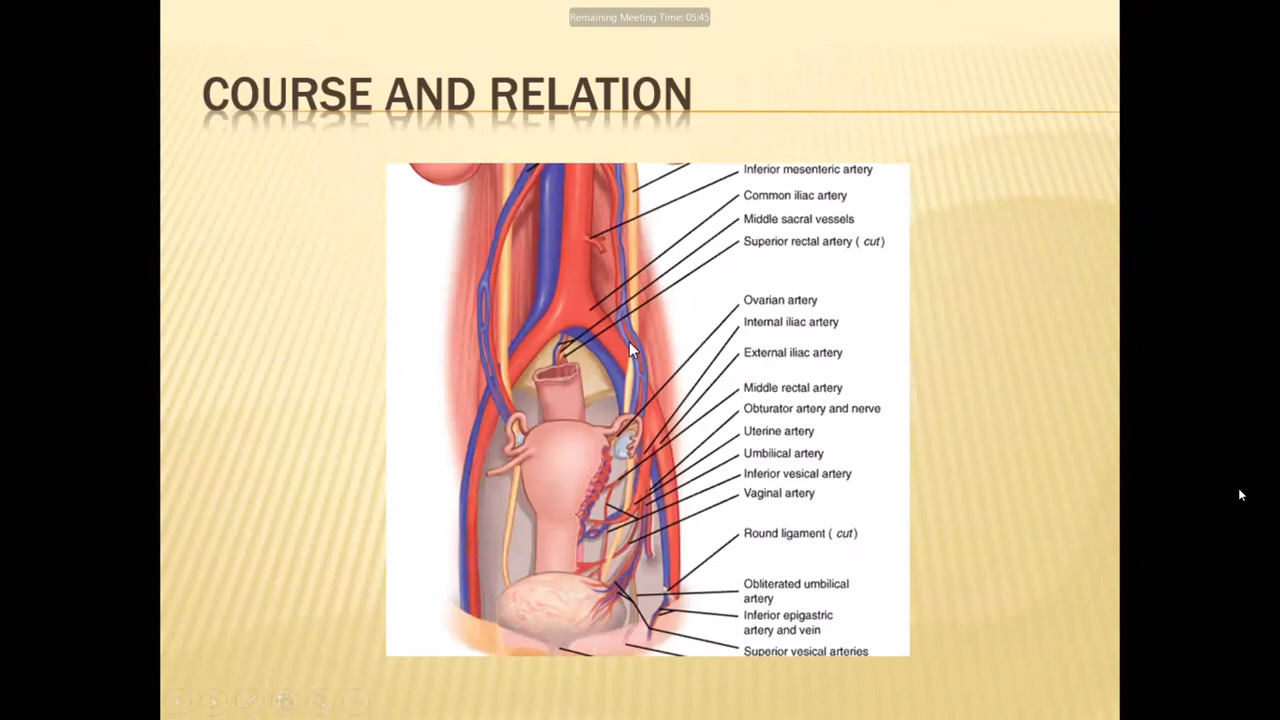 Remaining Meeting Time: 05:45
COURSE AND RELATION
Inferior mesenteric artery
Common iliac artery
Middle sacral vessels
Superior rectal artery ( cut )
Ovarian artery
Internal iliac artery
External iliac artery
Middle rectal artery
Obturator artery and nerve
Uterine artery
Umbilical artery
Inferior vesical artery
Vaginal artery
Round ligament ( cut )
Obliterated umbilical
artery
Inferior epigastric
artery and vein
Superior vesical arteries